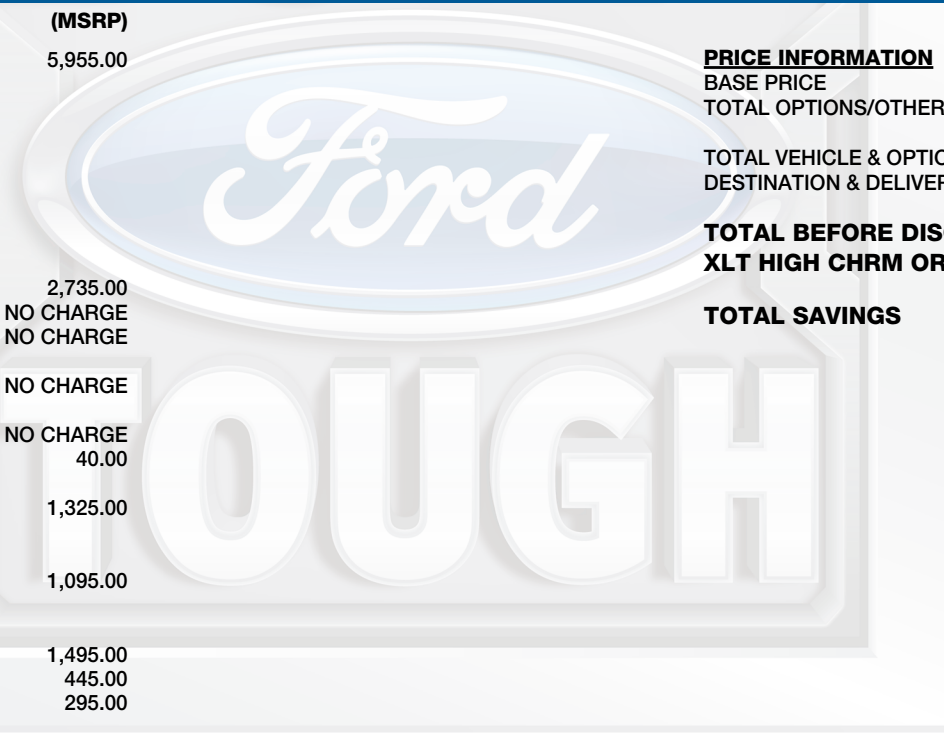 (MSRP)
5,955.00
2,735.00
NO CHARGE
NO CHARGE
NO CHARGE
NO CHARGE
40.00
1,325.00
1,095.00
1,495.00
445.00
295.00
PRICE INFORMATION
BASE PRICE
TOTAL OPTIONS/OTHER
TOTAL VEHICLE & OPTIO
DESTINATION & DELIVER
TOTAL BEFORE DISC
XLT HIGH CHRM OR
TOTAL SAVINGS
Ford
TOUGH